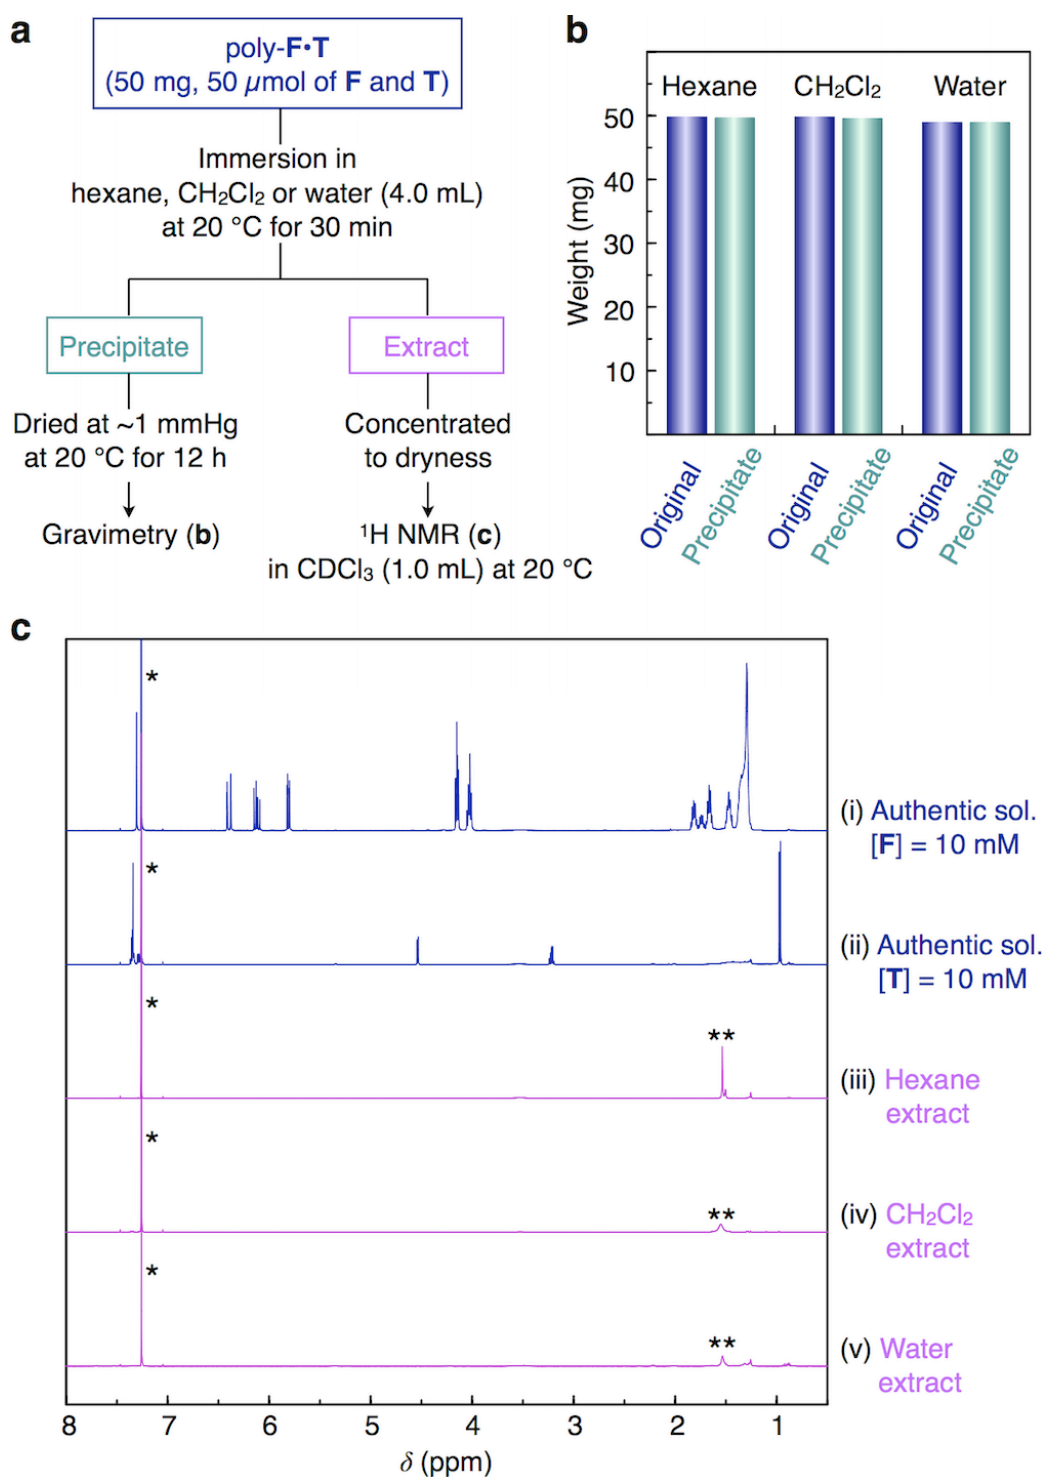 a
poly-F•T
(50 mg, 50 μmol of F and T)
Immersion in
hexane, CH₂Cl₂ or water (4.0 mL)
at 20 °C for 30 min
Precipitate
Extract
Dried at ~1 mmHg
at 20 °C for 12 h
Concentrated
to dryness
Gravimetry (b)
¹H NMR (c)
in CDCl₃ (1.0 mL) at 20 °C
b
Hexane
CH₂Cl₂
Water
50
40
30
20
10
Weight (mg)
Original
Precipitate
Original
Precipitate
Original
Precipitate
c
*
(i) Authentic sol.
[F] = 10 mM
*
(ii) Authentic sol.
[T] = 10 mM
*
**
(iii) Hexane
extract
*
**
(iv) CH₂Cl₂
extract
*
**
(v) Water
extract
8 7 6 5 4 3 2 1
δ (ppm)